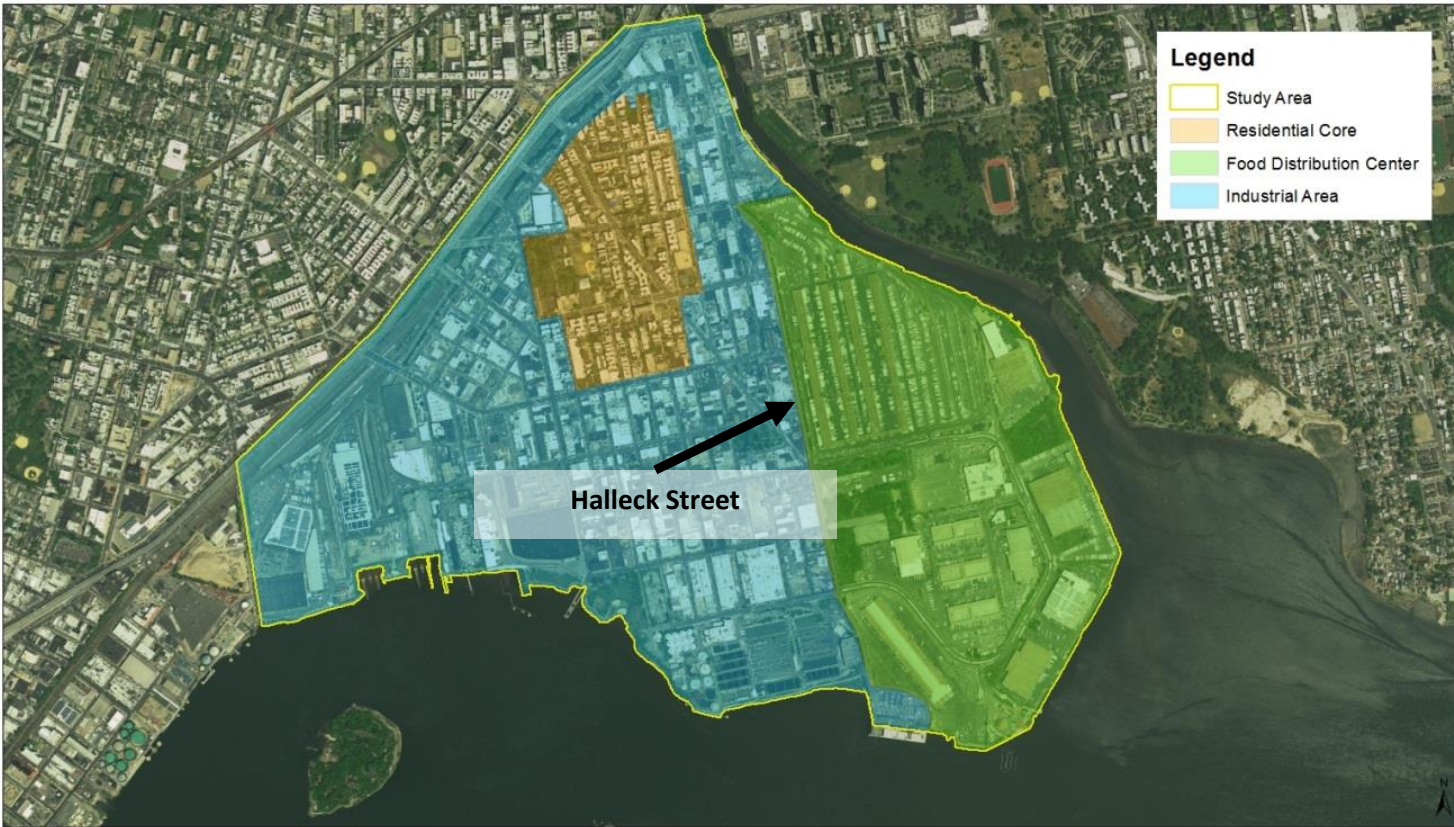 Legend
Study Area
Residential Core
Food Distribution Center
Industrial Area
Halleck Street
N